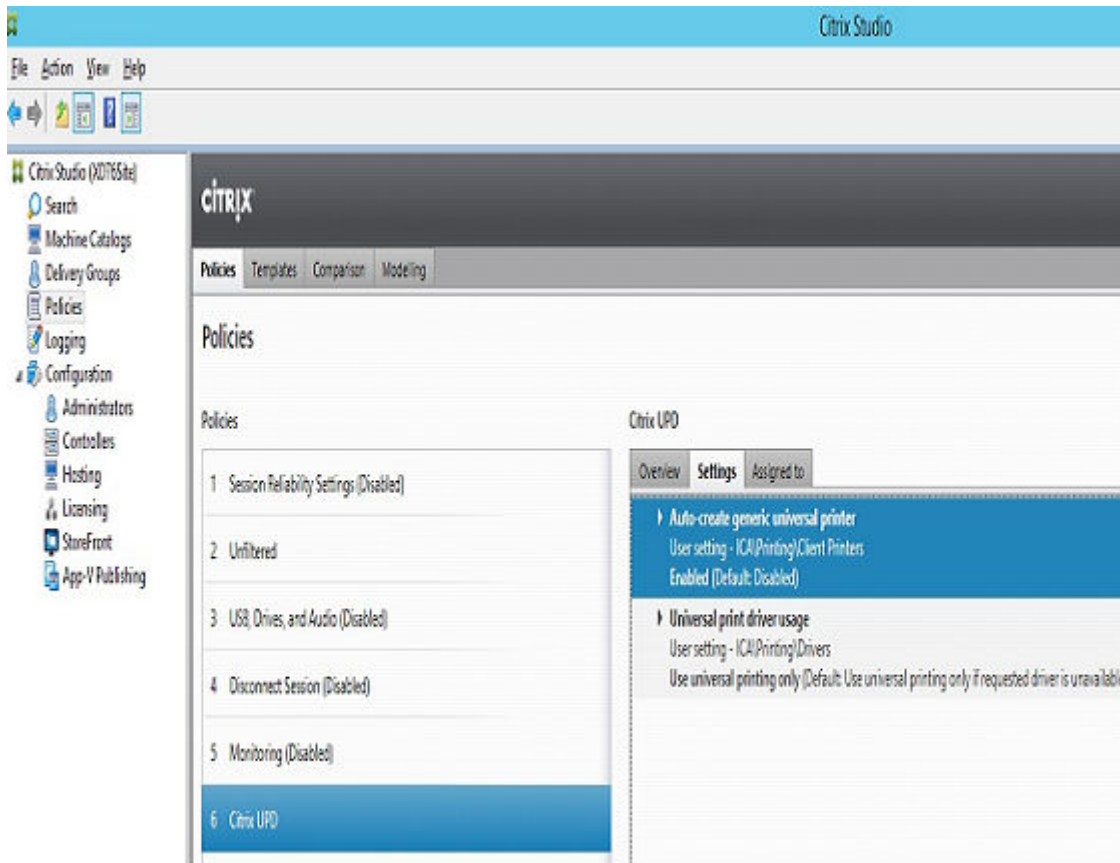 Citrix Studio
File Action View Help
Citrix Studio (XD76Site)
Search
Machine Catalogs
Delivery Groups
Policies
Logging
Configuration
Administrators
Controllers
Hosting
Licensing
StoreFront
App-V Publishing
CITRIX
Policies Templates Comparison Modelling
Policies
Policies
1 Session Reliability Settings (Disabled)
2 Unfiltered
3 USB, Drives, and Audio (Disabled)
4 Disconnect Session (Disabled)
5 Monitoring (Disabled)
6 Citrix UPD
Citrix UPD
Overview Settings Assigned to
Auto-create generic universal printer
User setting - ICA\Printing\Client Printers
Enabled (Default: Disabled)
Universal print driver usage
User setting - ICA\Printing\Drivers
Use universal printing only (Default: Use universal printing only if requested driver is unavailable